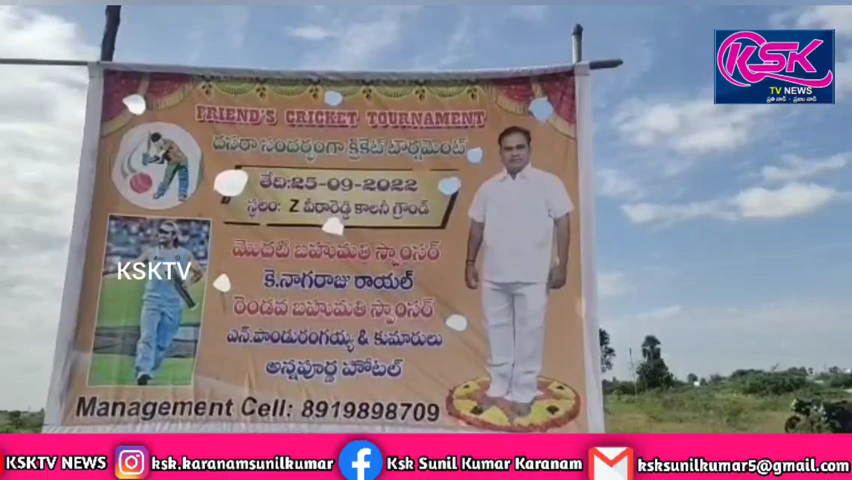 KSK
TV NEWS
ప్రతి వాడి - ప్రజల నాడి
FRIEND'S CRICKET TOURNAMENT
దసరా సందర్భంగా క్రికెట్ టోర్నమెంట్
తేది:25-09-2022
స్థలం: Z వీరారెడ్డి కాలనీ గ్రౌండ్
మొదటి బహుమతి స్పాంసర్
కె.నాగరాజు రాయల్
రెండవ బహుమతి స్పాంసర్
ఎన్.పాండురంగయ్య & కుమారులు
అన్నపూర్ణ హోటల్
Management Cell: 8919898709
KSKTV
KSKTV NEWS ksk.karanamsunilkumar Ksk Sunil Kumar Karanam ksksunilkumar5@gmail.com